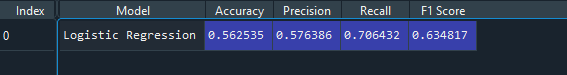 Index Model Accuracy Precision Recall F1 Score
0 Logistic Regression 0.562535 0.576386 0.706432 0.634817